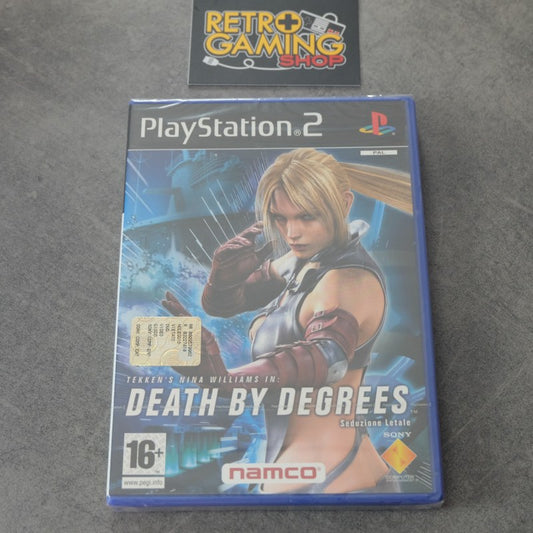 RETRO
GAMING
SHOP
PlayStation®2
PAL
TEKKEN'S NINA WILLIAMS IN:
DEATH BY DEGREES™
Seduzione Letale
16+
www.pegi.info
namco
SONY